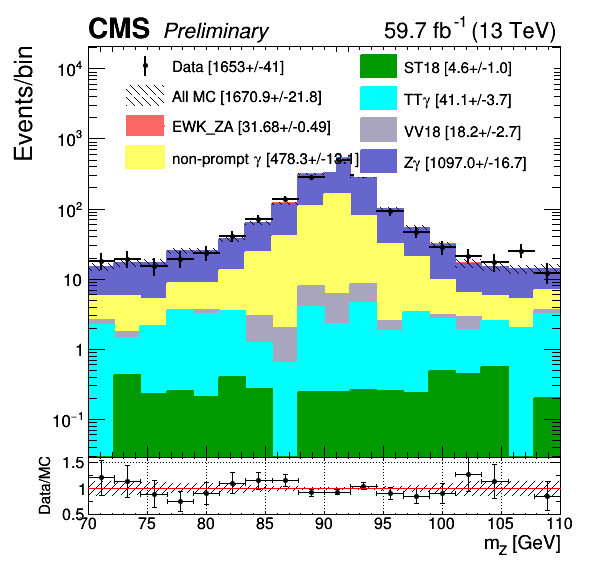 CMS Preliminary 59.7 fb⁻¹ (13 TeV)
Events/bin
Data [1653+/-41]
All MC [1670.9+/-21.8]
EWK_ZA [31.68+/-0.49]
non-prompt γ [478.3+/-13.1]
ST18 [4.6+/-1.0]
TTγ [41.1+/-3.7]
VV18 [18.2+/-2.7]
Zγ [1097.0+/-16.7]
10⁴
10²
10
1
10⁻¹
Data/MC
1.5
1
0.5
70 75 80 85 90 95 100 105 110
m_Z [GeV]